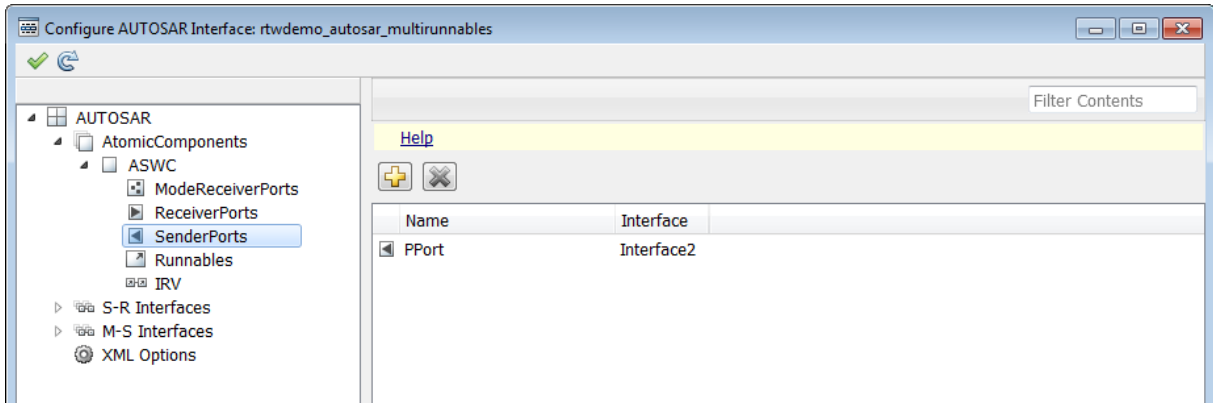 Configure AUTOSAR Interface: rtwdemo_autosar_multirunnables
Filter Contents
AUTOSAR
AtomicComponents
ASWC
ModeReceiverPorts
ReceiverPorts
SenderPorts
Runnables
IRV
S-R Interfaces
M-S Interfaces
XML Options
Help
Name Interface
PPort Interface2